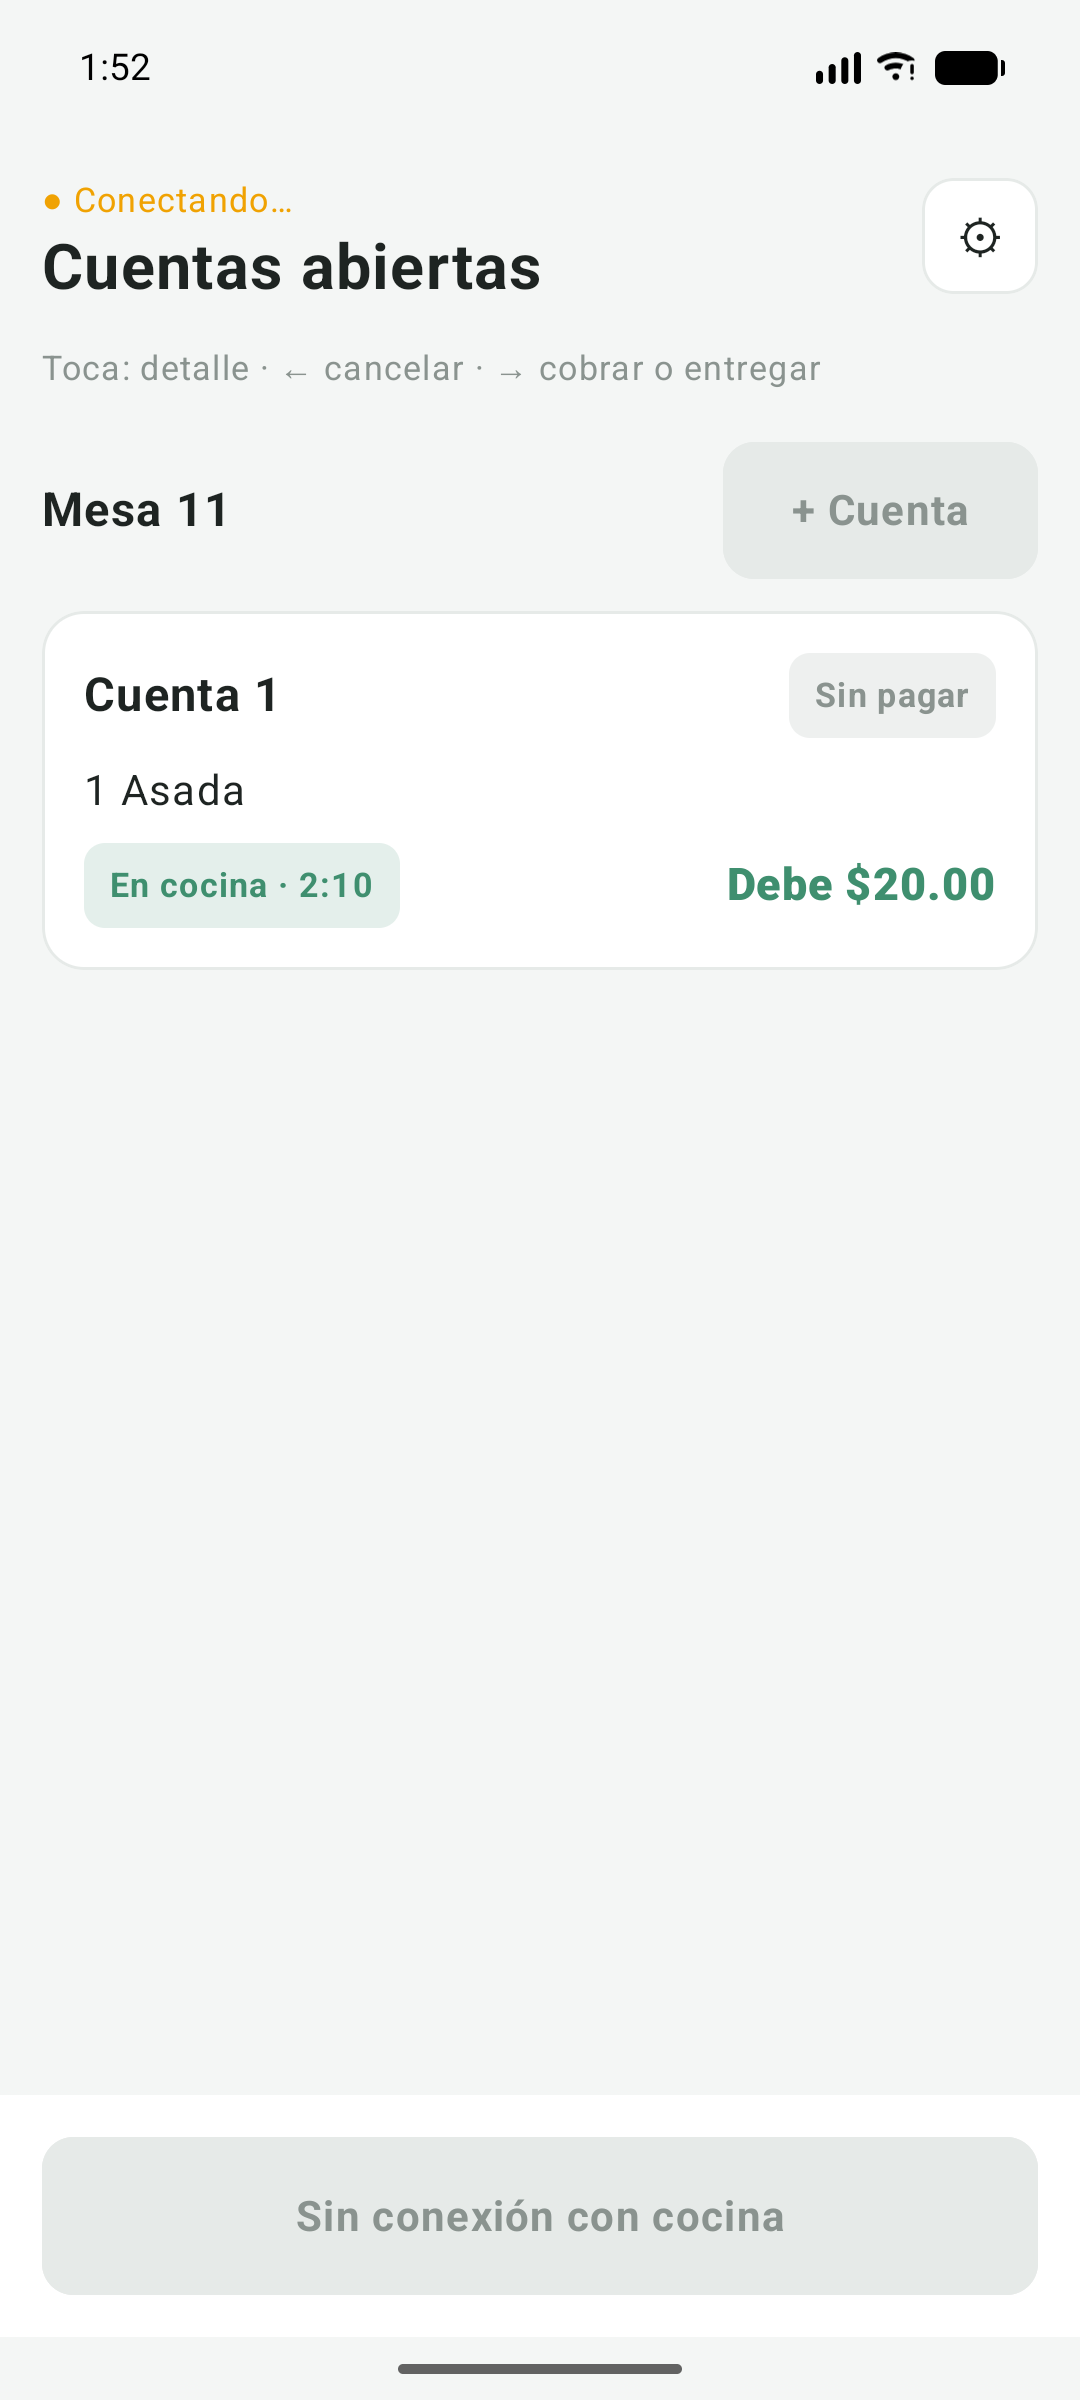 1:52
● Conectando…
Cuentas abiertas
Toca: detalle · ← cancelar · → cobrar o entregar
Mesa 11
+ Cuenta
Cuenta 1
Sin pagar
1 Asada
En cocina · 2:10
Debe $20.00
Sin conexión con cocina